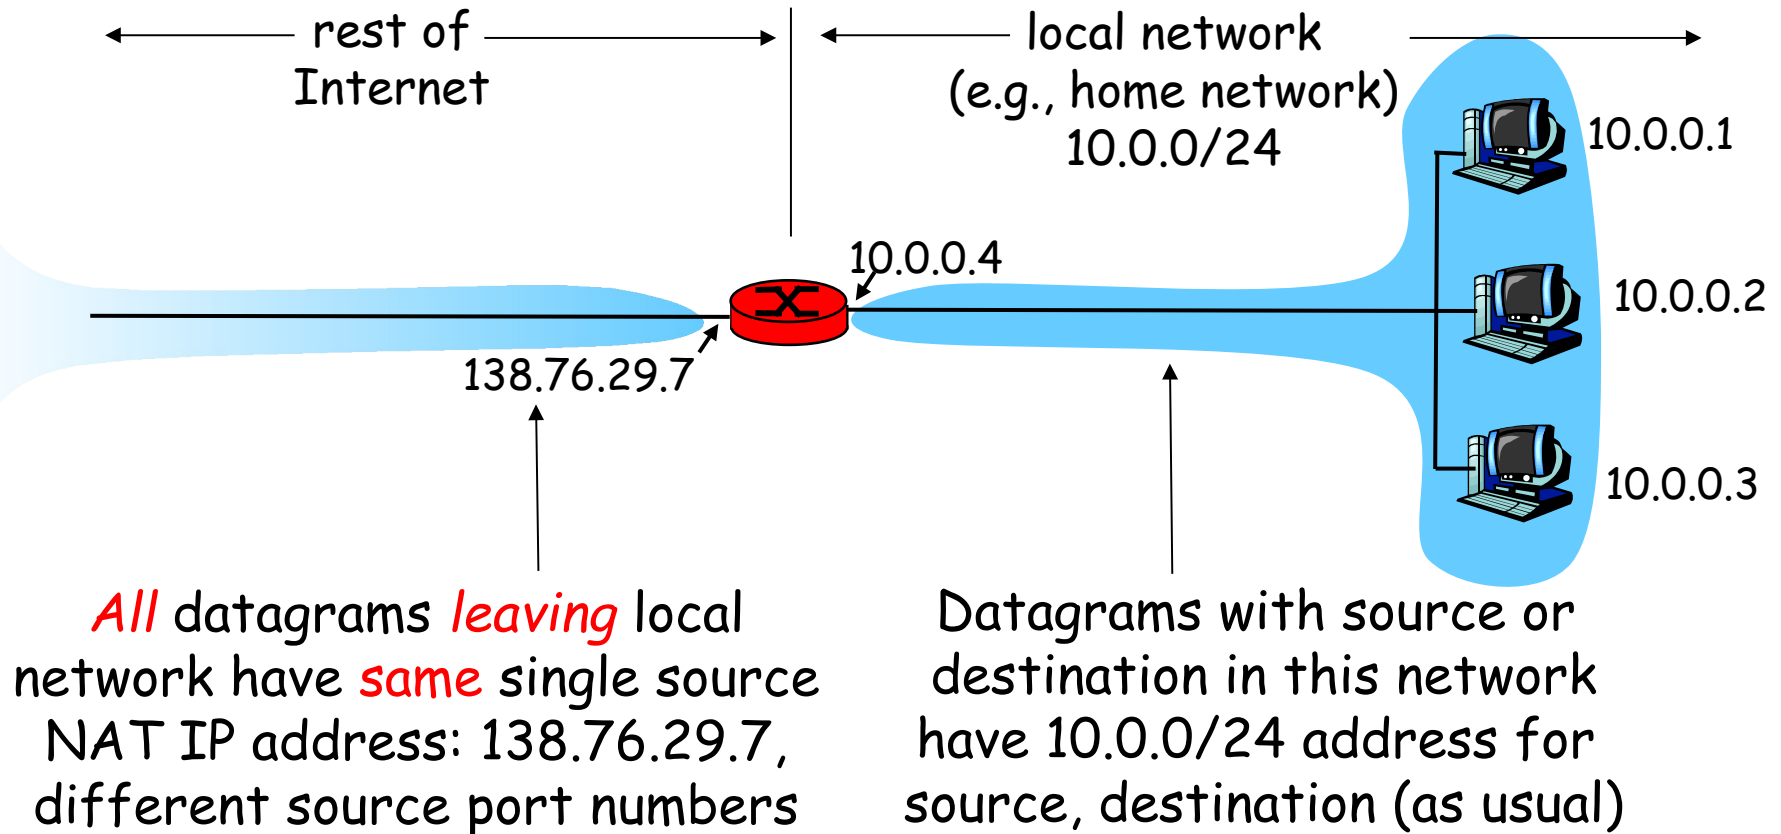 rest of
Internet
local network
(e.g., home network)
10.0.0/24
10.0.0.1
10.0.0.4
10.0.0.2
138.76.29.7
10.0.0.3
All datagrams leaving local
network have same single source
NAT IP address: 138.76.29.7,
different source port numbers
Datagrams with source or
destination in this network
have 10.0.0/24 address for
source, destination (as usual)